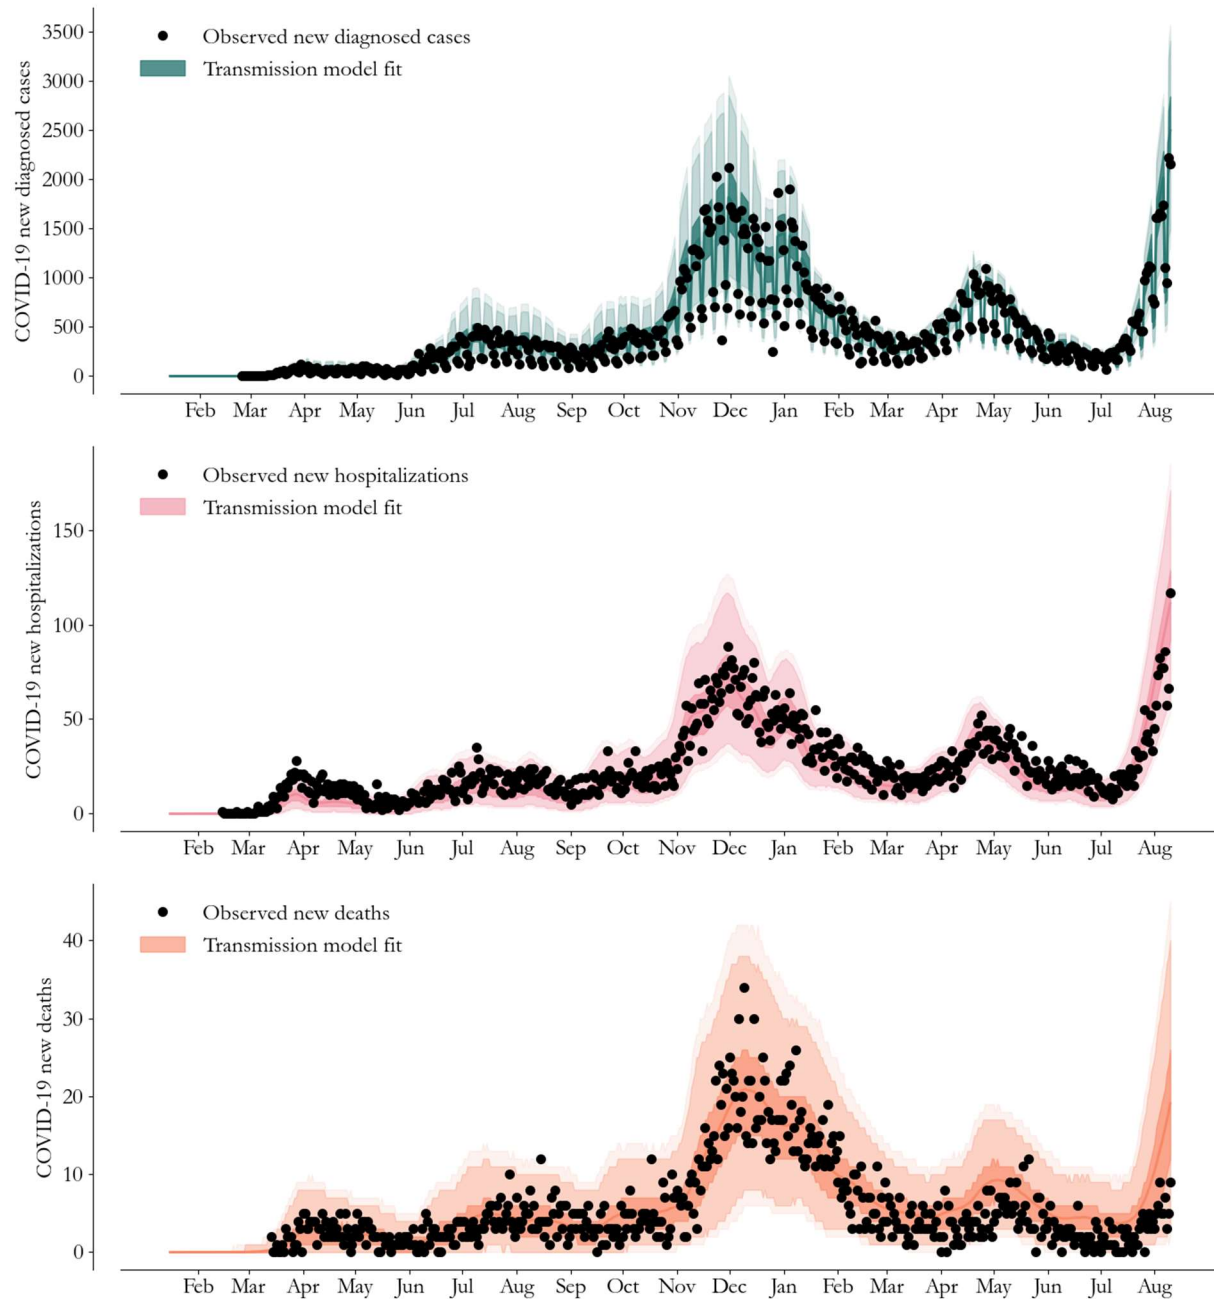 COVID-19 new diagnosed cases
3500
3000
2500
2000
1500
1000
500
0
Observed new diagnosed cases
Transmission model fit
Feb Mar Apr May Jun Jul Aug Sep Oct Nov Dec Jan Feb Mar Apr May Jun Jul Aug
COVID-19 new hospitalizations
150
100
50
0
Observed new hospitalizations
Transmission model fit
Feb Mar Apr May Jun Jul Aug Sep Oct Nov Dec Jan Feb Mar Apr May Jun Jul Aug
COVID-19 new deaths
40
30
20
10
0
Observed new deaths
Transmission model fit
Feb Mar Apr May Jun Jul Aug Sep Oct Nov Dec Jan Feb Mar Apr May Jun Jul Aug